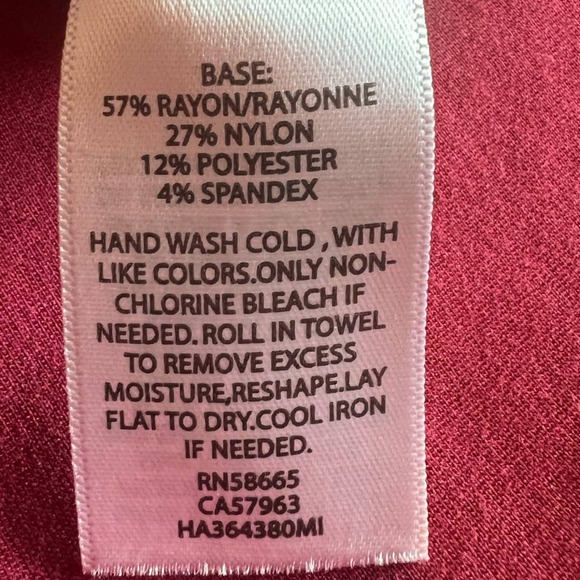 BASE:
57% RAYON/RAYONNE
27% NYLON
12% POLYESTER
4% SPANDEX
HAND WASH COLD ,WITH
LIKE COLORS.ONLY NON-
CHLORINE BLEACH IF
NEEDED. ROLL IN TOWEL
TO REMOVE EXCESS
MOISTURE,RESHAPE.LAY
FLAT TO DRY.COOL IRON
IF NEEDED.
RN58665
CA57963
HA364380MI